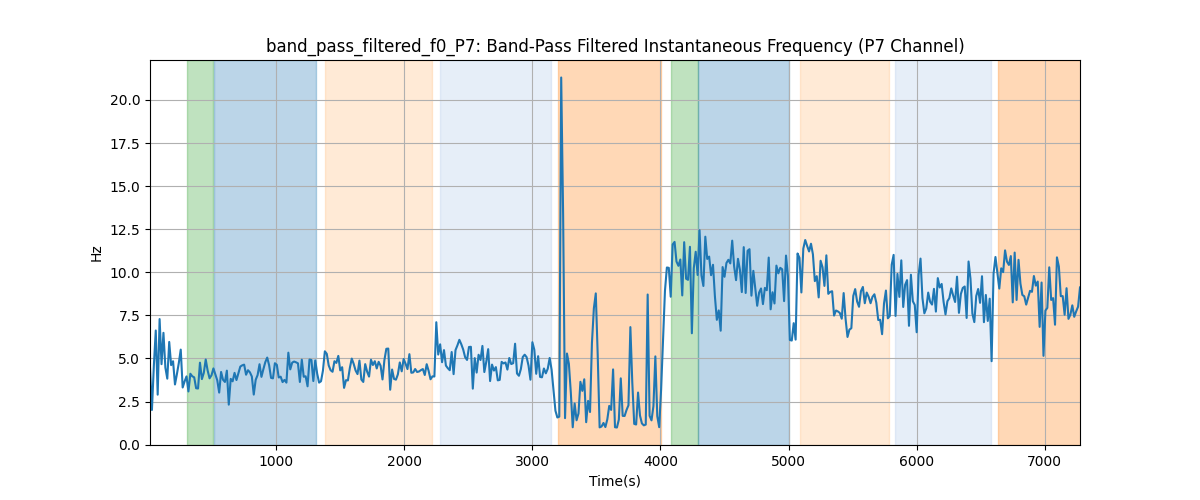 band_pass_filtered_f0_P7: Band-Pass Filtered Instantaneous Frequency (P7 Channel)
20.0
17.5
15.0
12.5
10.0
7.5
5.0
2.5
0.0
Hz
1000 2000 3000 4000 5000 6000 7000
Time(s)